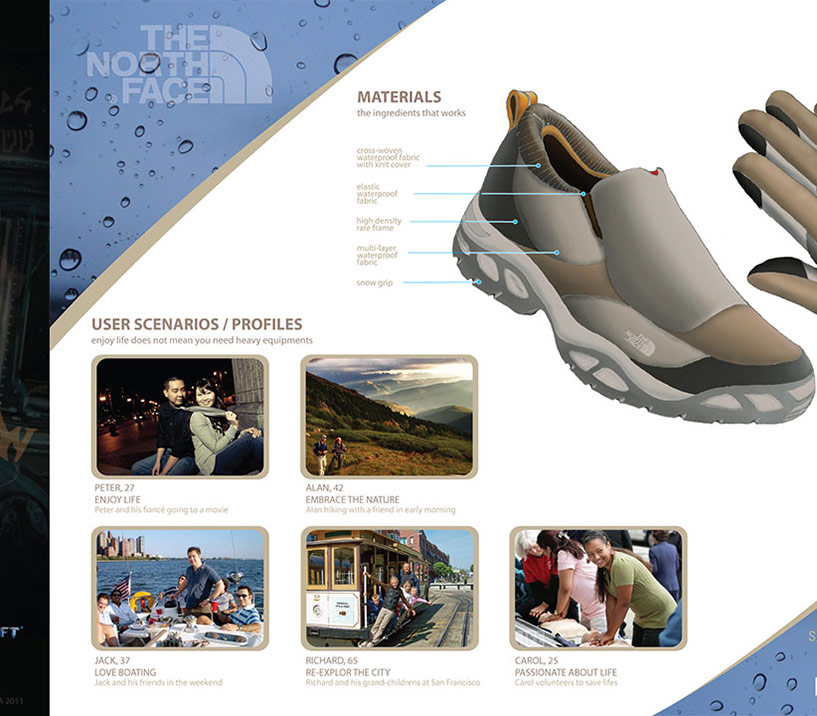 THE
NORTH
FACE
MATERIALS
the ingredients that works
cross-woven
waterproof fabric
with knit cover
elastic
waterproof
fabric
high density
rare frame
multi-layer
waterproof
fabric
snow grip
THE
NORTH
FACE
USER SCENARIOS / PROFILES
enjoy life does not mean you need heavy equipments
PETER, 27
ENJOY LIFE
Peter and his fiancé going to a movie
ALAN, 42
EMBRACE THE NATURE
Alan hiking with a friend in early morning
JACK, 37
LOVE BOATING
Jack and his friends in the weekend
RICHARD, 65
RE-EXPLOR THE CITY
Richard and his grand-childrens at San Francisco
CAROL, 25
PASSIONATE ABOUT LIFE
Carol volunteers to save lifes
FT
A 2011
S